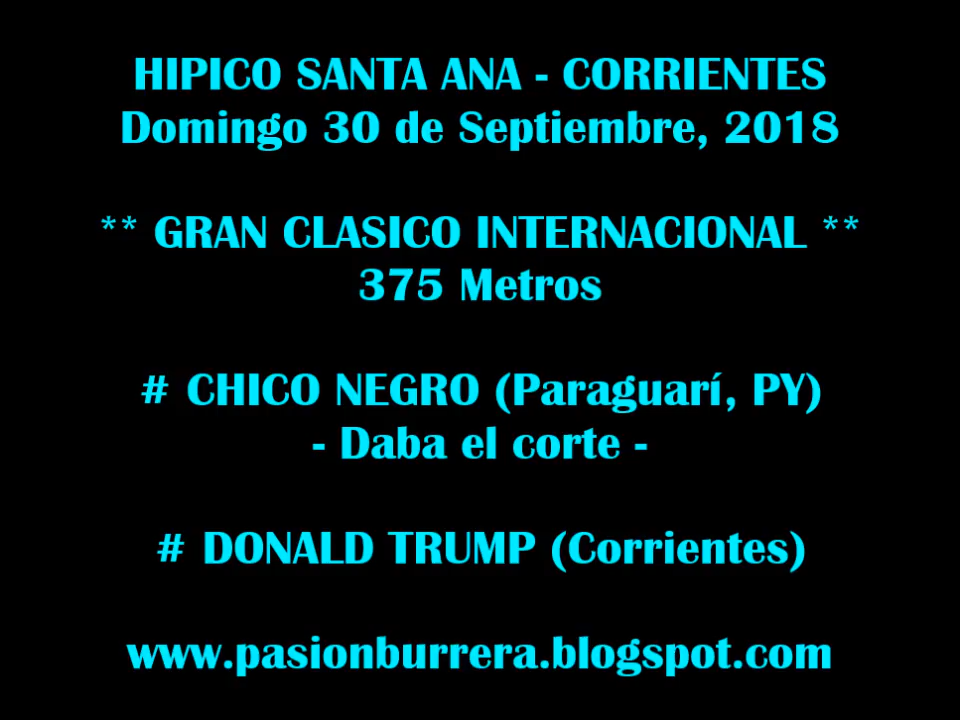 HIPICO SANTA ANA - CORRIENTES
Domingo 30 de Septiembre, 2018
** GRAN CLASICO INTERNACIONAL **
375 Metros
# CHICO NEGRO (Paraguarí, PY)
- Daba el corte -
# DONALD TRUMP (Corrientes)
www.pasionburrera.blogspot.com